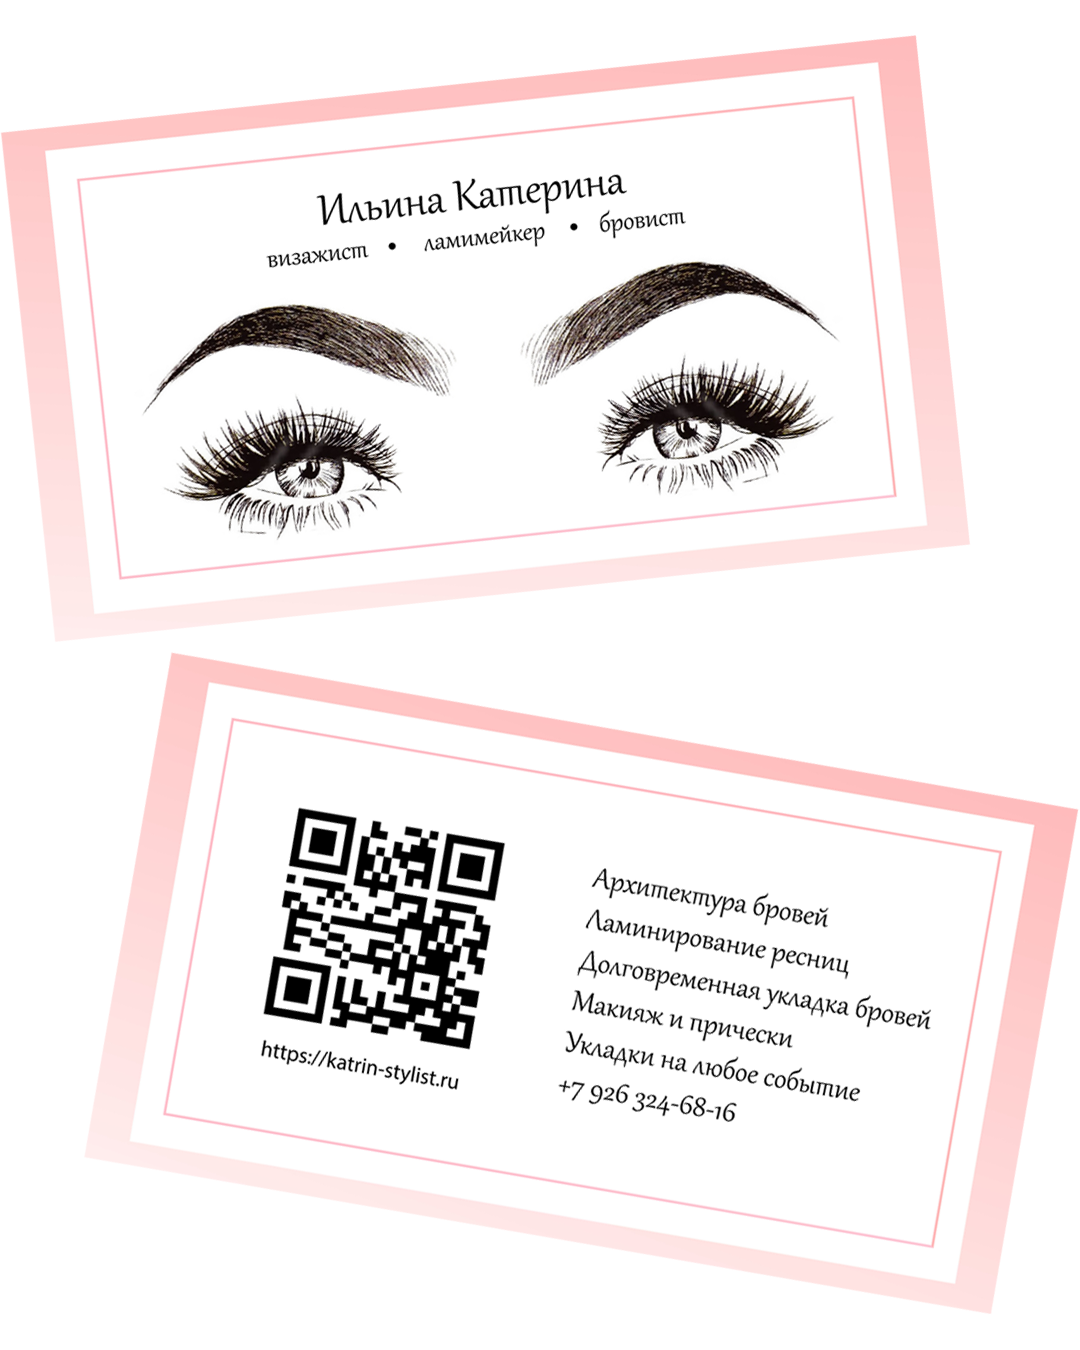 Ильина Катерина
визажист • ламимейкер • бровист
Архитектура бровей
Ламинирование ресниц
Долговременная укладка бровей
Макияж и прически
Укладки на любое событие
+7 926 324-68-16
https://katrin-stylist.ru